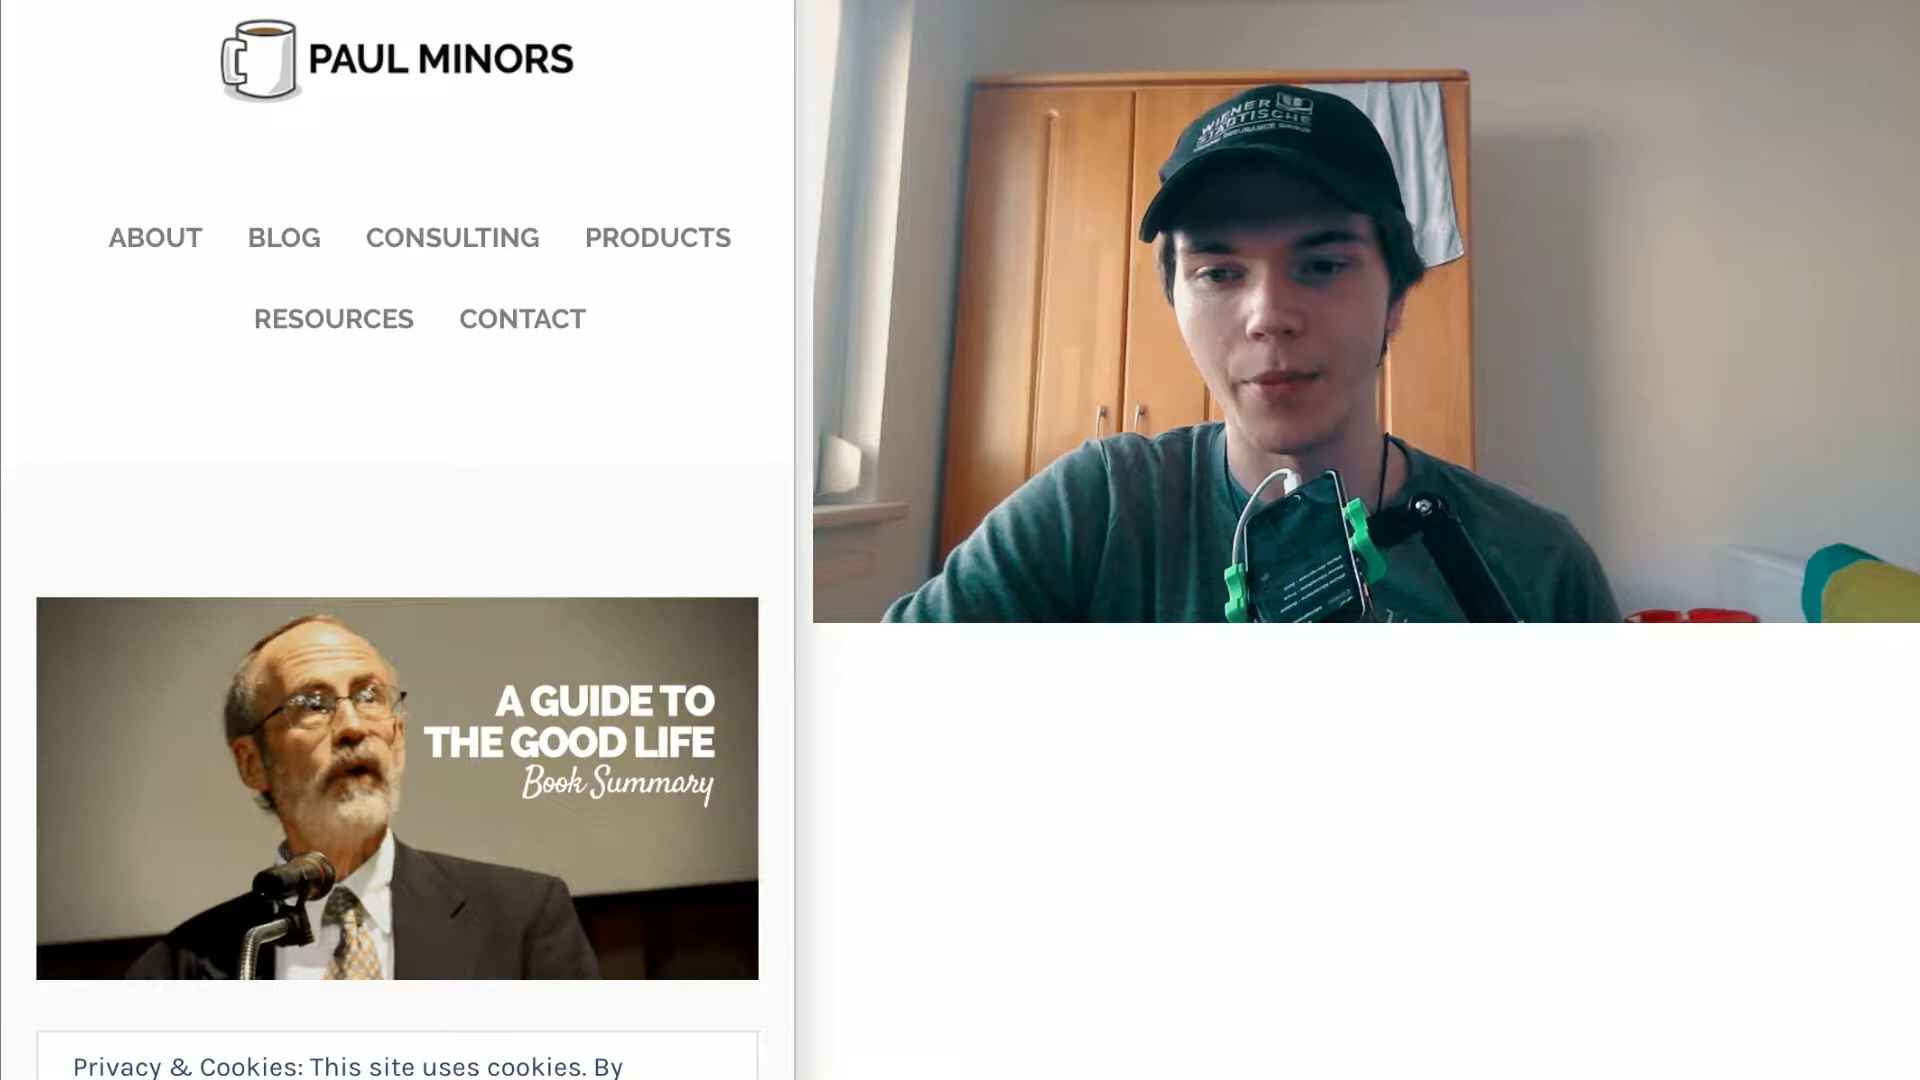 PAUL MINORS
ABOUT BLOG CONSULTING PRODUCTS
RESOURCES CONTACT
A GUIDE TO
THE GOOD LIFE
Book Summary
Privacy & Cookies: This site uses cookies. By
WIENER
STÄDTISCHE